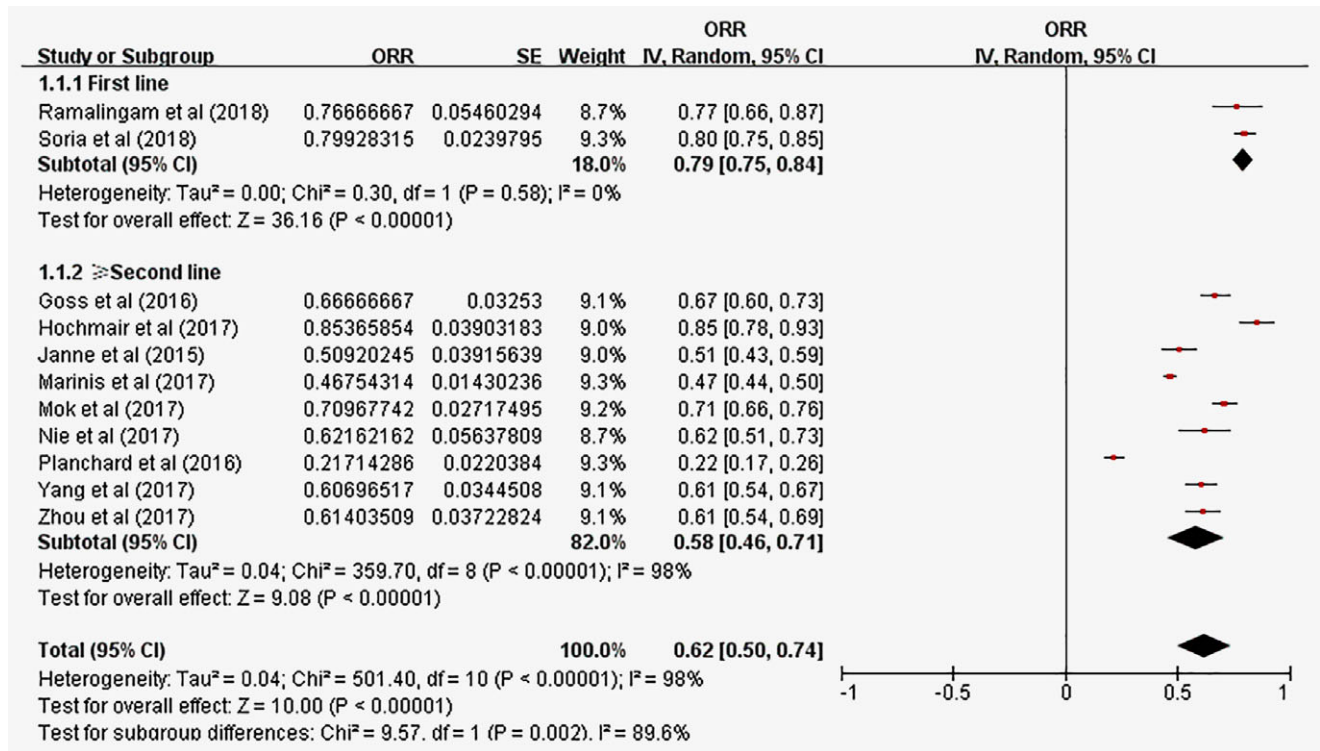 ORR ORR
Study or Subgroup ORR SE Weight IV, Random, 95% CI IV, Random, 95% CI
1.1.1 First line
Ramalingam et al (2018) 0.76666667 0.05460294 8.7% 0.77 [0.66, 0.87]
Soria et al (2018) 0.79928315 0.0239795 9.3% 0.80 [0.75, 0.85]
Subtotal (95% CI) 18.0% 0.79 [0.75, 0.84]
Heterogeneity: Tau² = 0.00; Chi² = 0.30, df = 1 (P = 0.58); I² = 0%
Test for overall effect: Z = 36.16 (P < 0.00001)
1.1.2 ≥Second line
Goss et al (2016) 0.66666667 0.03253 9.1% 0.67 [0.60, 0.73]
Hochmair et al (2017) 0.85365854 0.03903183 9.0% 0.85 [0.78, 0.93]
Janne et al (2015) 0.50920245 0.03915639 9.0% 0.51 [0.43, 0.59]
Marinis et al (2017) 0.46754314 0.01430236 9.3% 0.47 [0.44, 0.50]
Mok et al (2017) 0.70967742 0.02717495 9.2% 0.71 [0.66, 0.76]
Nie et al (2017) 0.62162162 0.05637809 8.7% 0.62 [0.51, 0.73]
Planchard et al (2016) 0.21714286 0.0220384 9.3% 0.22 [0.17, 0.26]
Yang et al (2017) 0.60696517 0.0344508 9.1% 0.61 [0.54, 0.67]
Zhou et al (2017) 0.61403509 0.03722824 9.1% 0.61 [0.54, 0.69]
Subtotal (95% CI) 82.0% 0.58 [0.46, 0.71]
Heterogeneity: Tau² = 0.04; Chi² = 359.70, df = 8 (P < 0.00001); I² = 98%
Test for overall effect: Z = 9.08 (P < 0.00001)
Total (95% CI) 100.0% 0.62 [0.50, 0.74]
Heterogeneity: Tau² = 0.04; Chi² = 501.40, df = 10 (P < 0.00001); I² = 98%
-1 -0.5 0 0.5 1
Test for overall effect: Z = 10.00 (P < 0.00001)
Test for subgroup differences: Chi² = 9.57, df = 1 (P = 0.002), I² = 89.6%